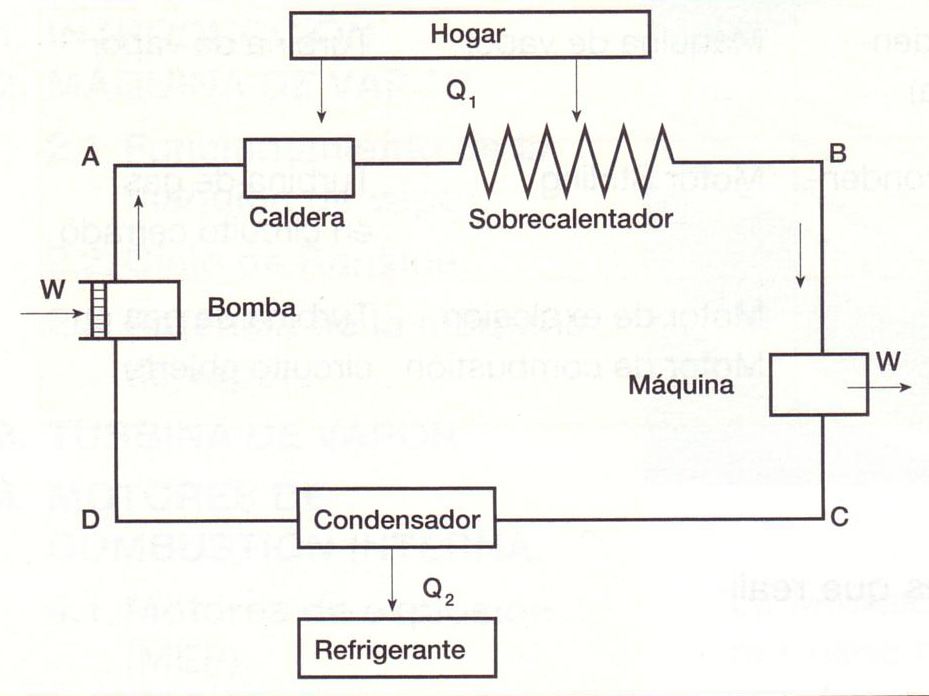 Hogar
Q1
A
B
Caldera
Sobrecalentador
W
Bomba
Máquina
W
D
Condensador
C
Q2
Refrigerante